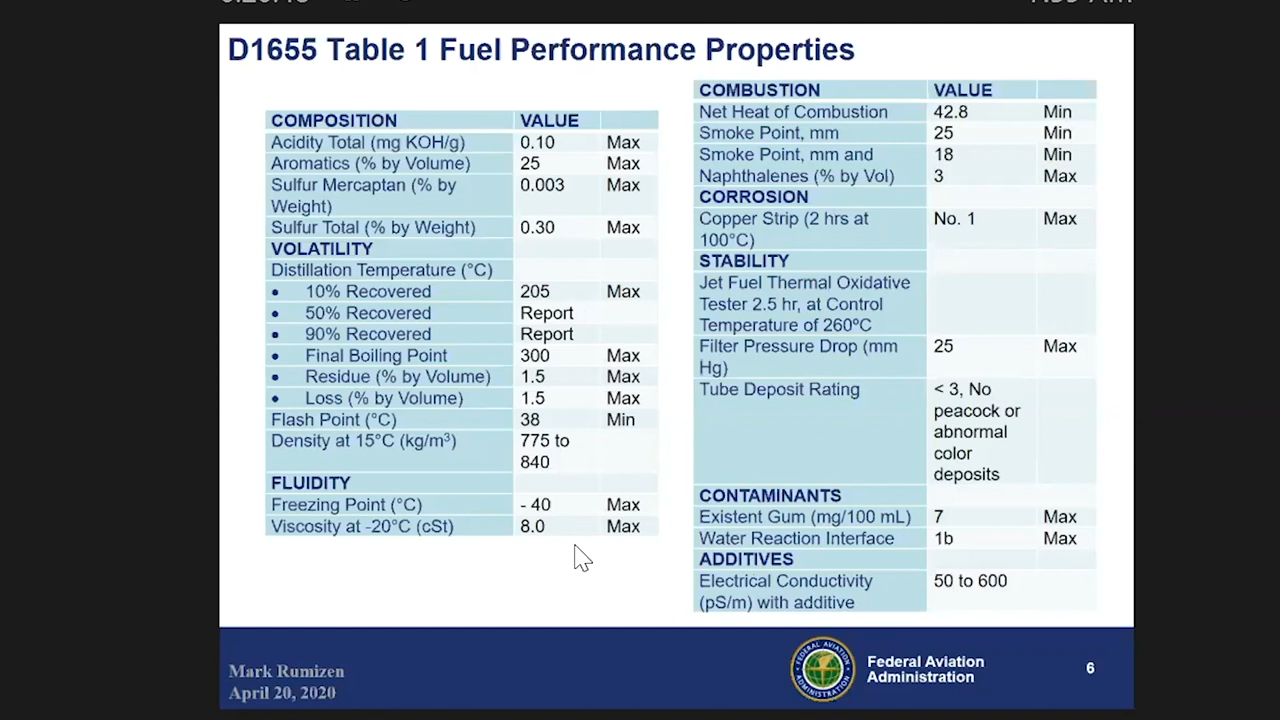 D1655 Table 1 Fuel Performance Properties
COMPOSITION VALUE
Acidity Total (mg KOH/g) 0.10 Max
Aromatics (% by Volume) 25 Max
Sulfur Mercaptan (% by 0.003 Max
Weight)
Sulfur Total (% by Weight) 0.30 Max
VOLATILITY
Distillation Temperature (°C)
• 10% Recovered 205 Max
• 50% Recovered Report
• 90% Recovered Report
• Final Boiling Point 300 Max
• Residue (% by Volume) 1.5 Max
• Loss (% by Volume) 1.5 Max
Flash Point (°C) 38 Min
Density at 15°C (kg/m³) 775 to
840
FLUIDITY
Freezing Point (°C) - 40 Max
Viscosity at -20°C (cSt) 8.0 Max
COMBUSTION VALUE
Net Heat of Combustion 42.8 Min
Smoke Point, mm 25 Min
Smoke Point, mm and 18 Min
Naphthalenes (% by Vol) 3 Max
CORROSION
Copper Strip (2 hrs at No. 1 Max
100°C)
STABILITY
Jet Fuel Thermal Oxidative
Tester 2.5 hr, at Control
Temperature of 260ºC
Filter Pressure Drop (mm 25 Max
Hg)
Tube Deposit Rating < 3, No
peacock or
abnormal
color
deposits
CONTAMINANTS
Existent Gum (mg/100 mL) 7 Max
Water Reaction Interface 1b Max
ADDITIVES
Electrical Conductivity 50 to 600
(pS/m) with additive
Mark Rumizen
April 20, 2020
FEDERAL AVIATION
ADMINISTRATION
Federal Aviation
Administration
6